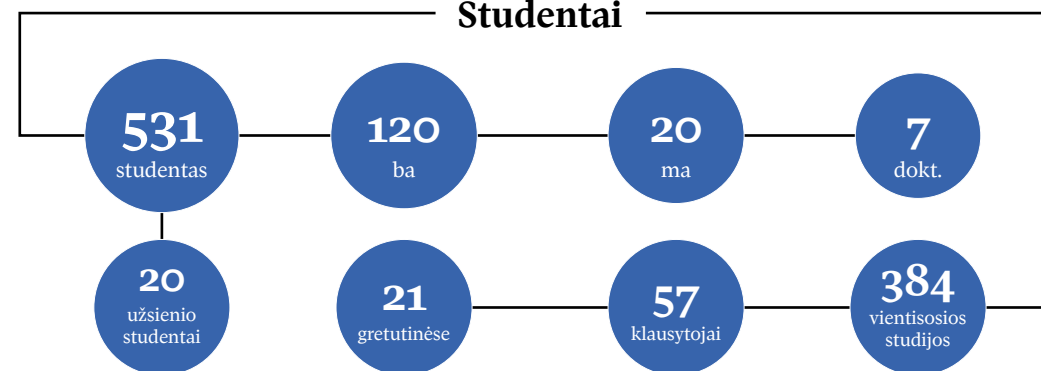 Studentai
531
studentas
120
ba
20
ma
7
dokt.
20
užsienio
studentai
21
gretutinėse
57
klausytojai
384
vientisosios
studijos